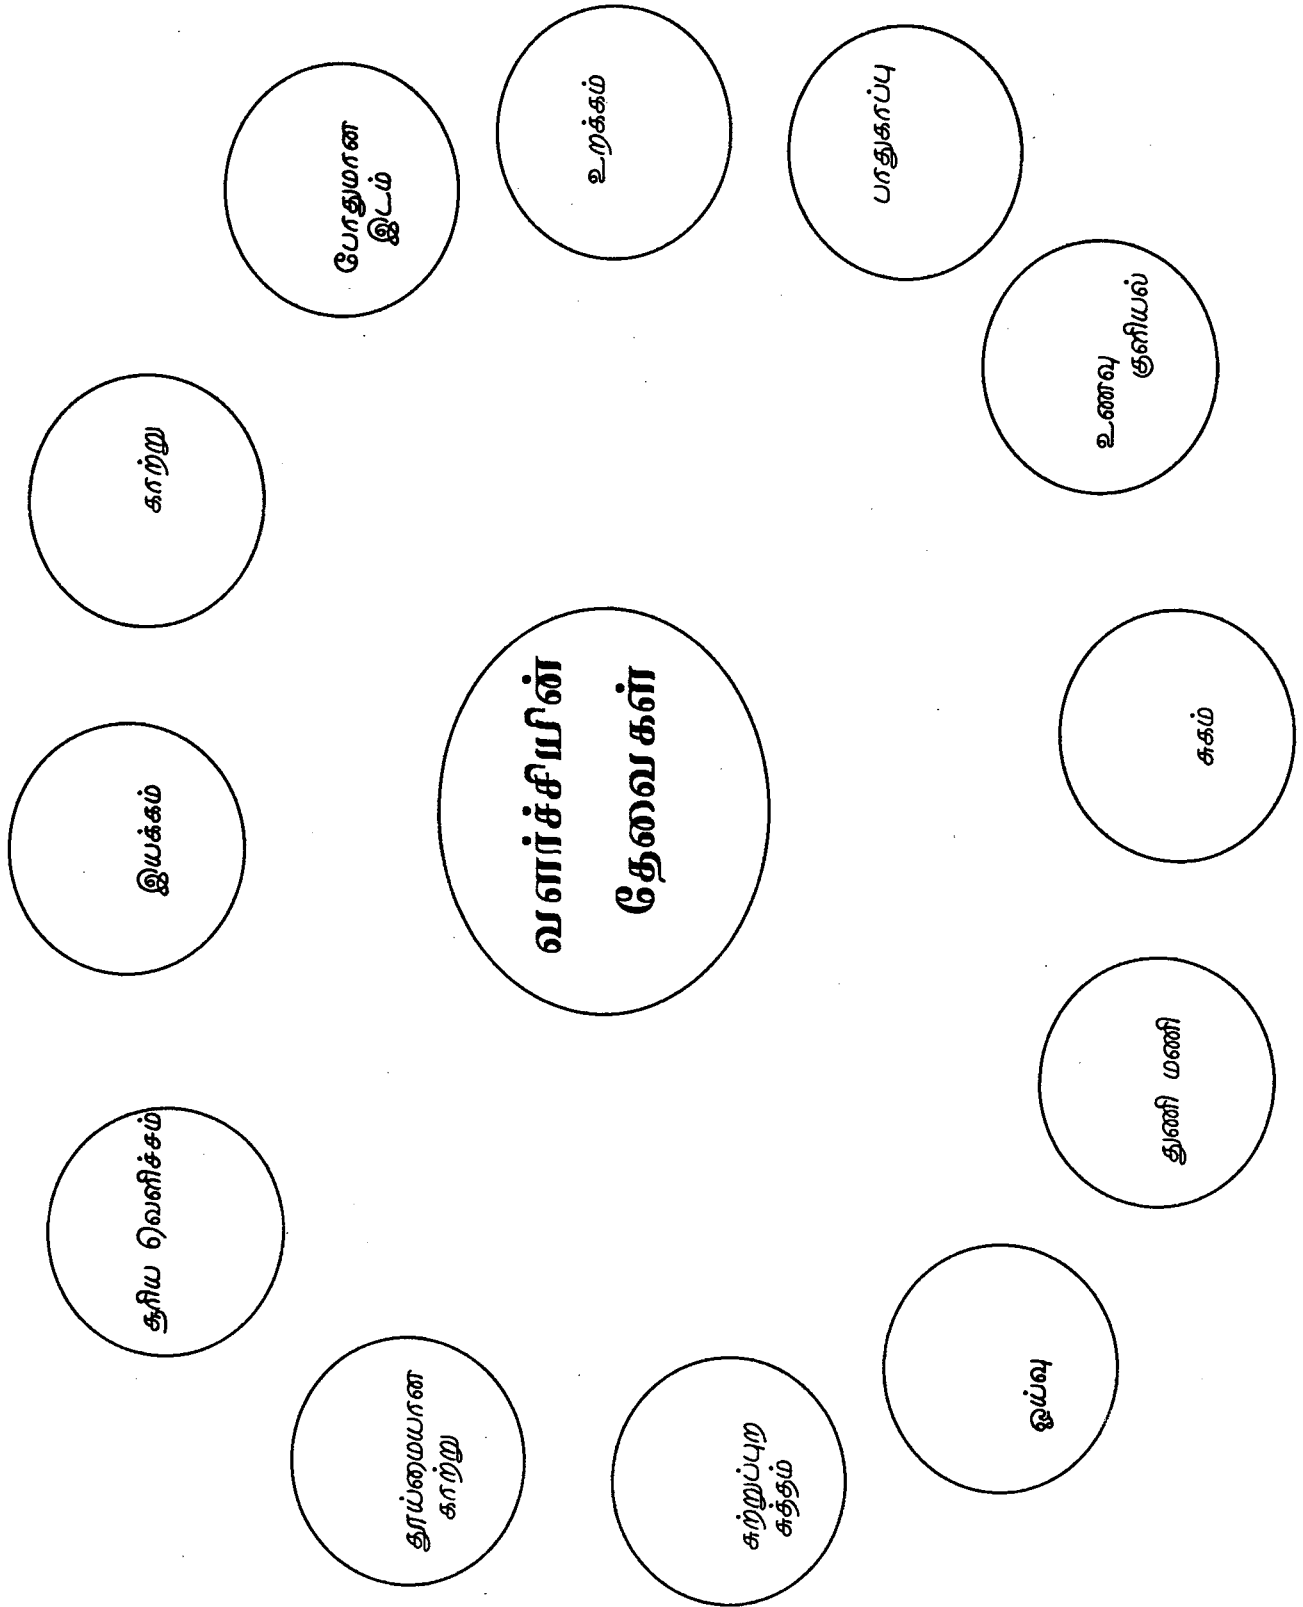 வளர்ச்சியின்
தேவைகள்
காற்று
போதுமான
இடம்
உறக்கம்
பாதுகாப்பு
உணவு
குளியல்
சுகம்
துணி மணி
ஓய்வு
சுற்றுப்புற
சுத்தம்
தூய்மையான
காற்று
சூரிய வெளிச்சம்
இயக்கம்